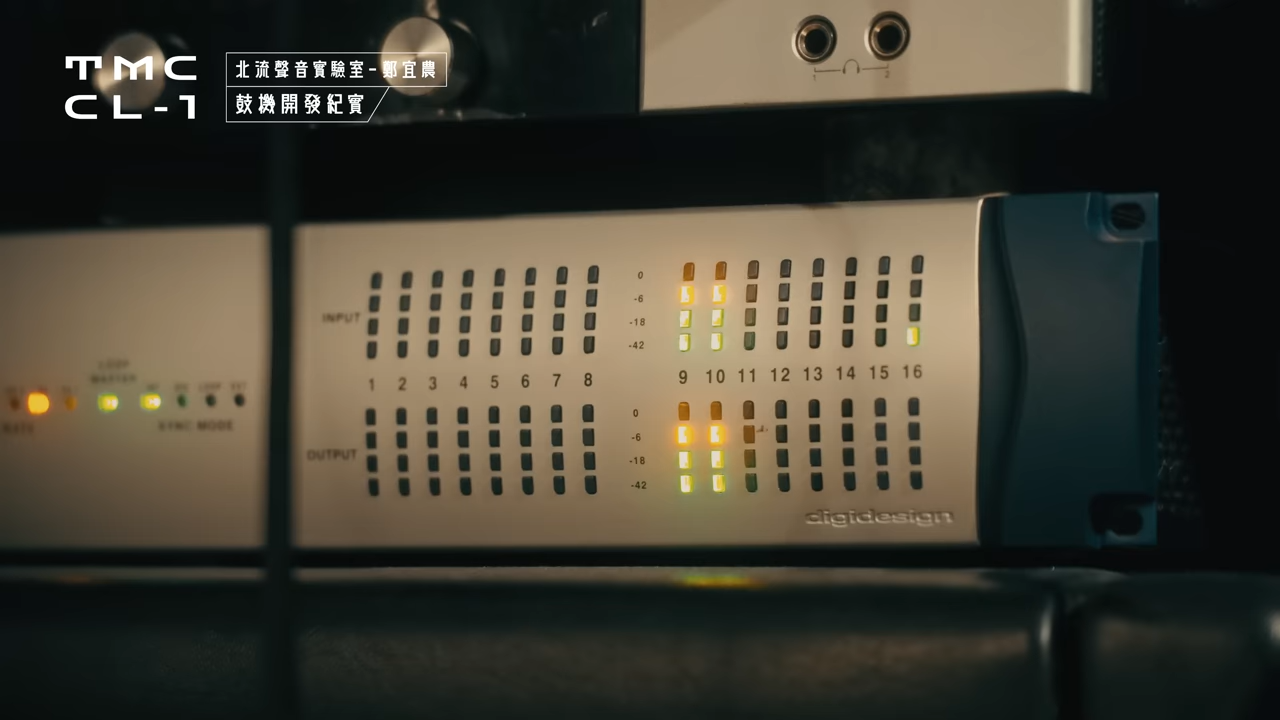 TMC
CL-1
北流聲音實驗室-鄭宜農
鼓機開發紀實
1 2
LOOP
MASTER
SYNC MODE
INPUT
0
-6
-18
-42
1 2 3 4 5 6 7 8 9 10 11 12 13 14 15 16
OUTPUT
0
-6
-18
-42
digidesign